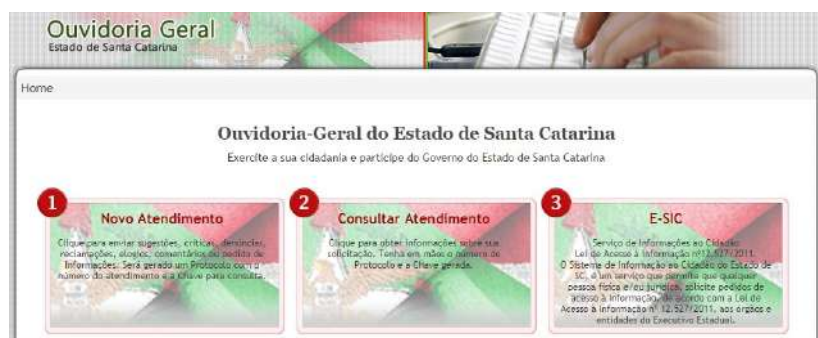 Ouvidoria Geral
Estado de Santa Catarina
Home
Ouvidoria-Geral do Estado de Santa Catarina
Exercite a sua cidadania e participe do Governo do Estado de Santa Catarina
1
Novo Atendimento
Clique para enviar sugestões, críticas, denúncias,
reclamações, elogios, comentários ou pedido de
Informações. Será gerado um Protocolo com o
número do atendimento e a Chave para consulta.
2
Consultar Atendimento
Clique para obter informações sobre sua
solicitação. Tenha em mãos o número de
Protocolo e a Chave gerada.
3
E-SIC
Serviço de Informações ao Cidadão
Lei de Acesso à Informação nº12.527/2011.
O Sistema de Informação ao Cidadão do Estado de
SC, é um serviço que permite que qualquer
pessoa física e/ou jurídica, solicite pedidos de
acesso à informação, de acordo com a Lei de
Acesso à informação nº 12.527/2011, aos órgãos e
entidades do Executivo Estadual.